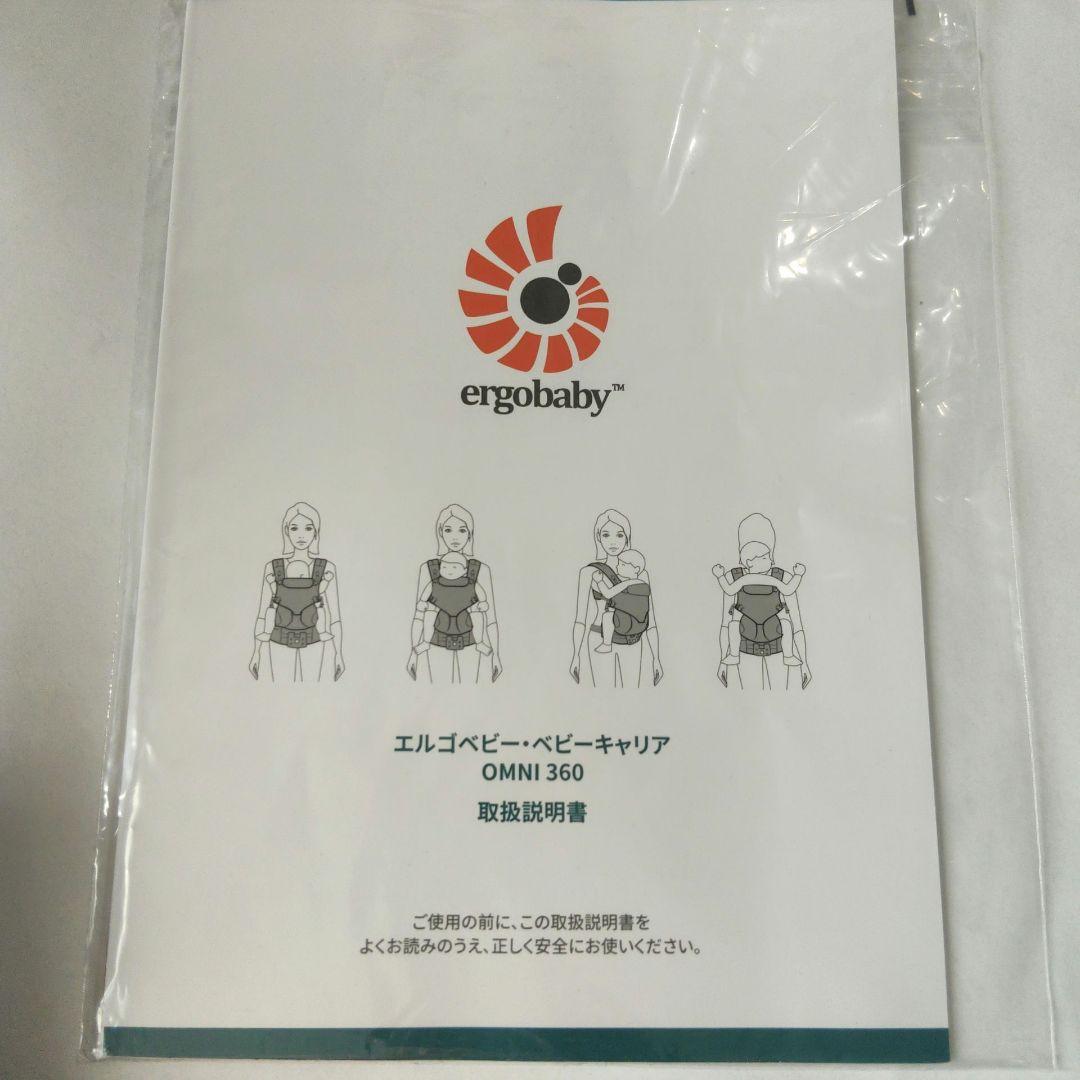 ergobaby™
エルゴベビー・ベビーキャリア
OMNI 360
取扱説明書
ご使用の前に、この取扱説明書を
よくお読みのうえ、正しく安全にお使いください。